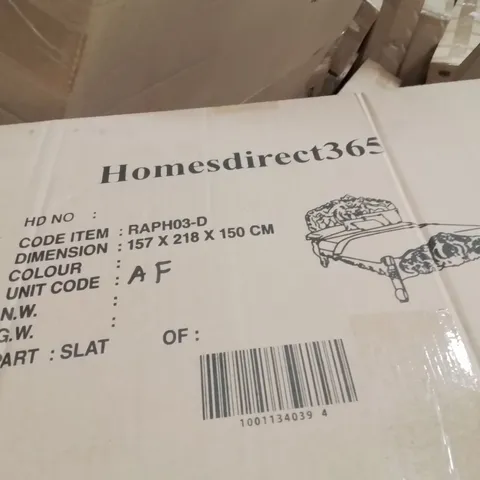 Homesdirect365
HD NO :
CODE ITEM : RAPH03-D
DIMENSION : 157 X 218 X 150 CM
COLOUR :
UNIT CODE : AF
N.W. :
G.W. :
PART : SLAT OF :
1001134039 4